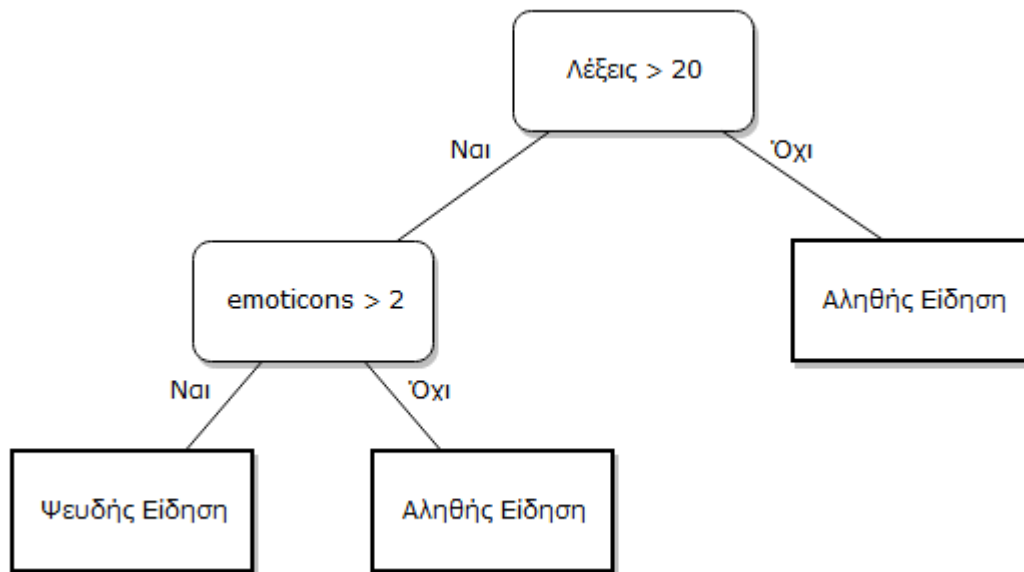 Λέξεις > 20
Ναι
Όχι
emoticons > 2
Αληθής Είδηση
Ναι
Όχι
Ψευδής Είδηση
Αληθής Είδηση